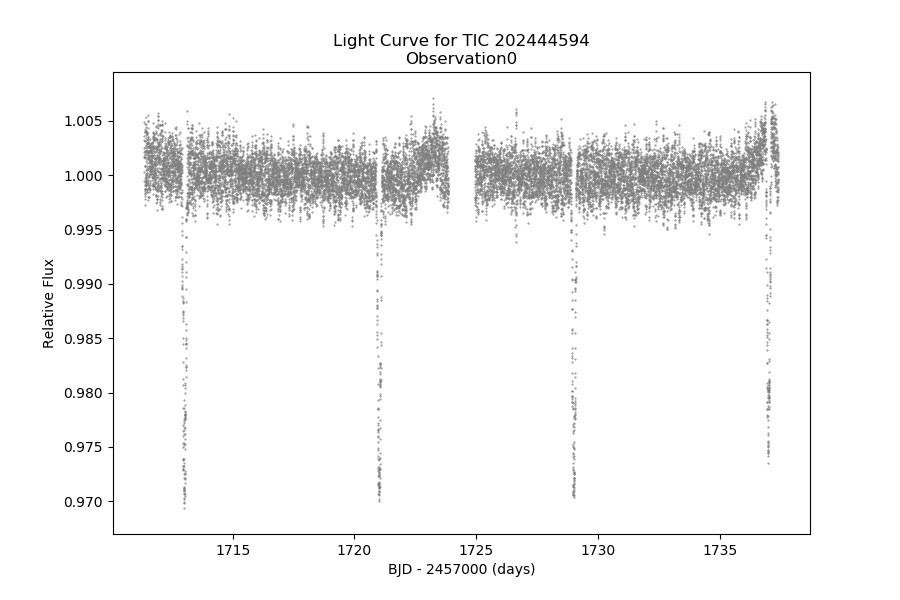 Light Curve for TIC 202444594
Observation0
1.005
1.000
0.995
0.990
0.985
0.980
0.975
0.970
Relative Flux
1715 1720 1725 1730 1735
BJD - 2457000 (days)